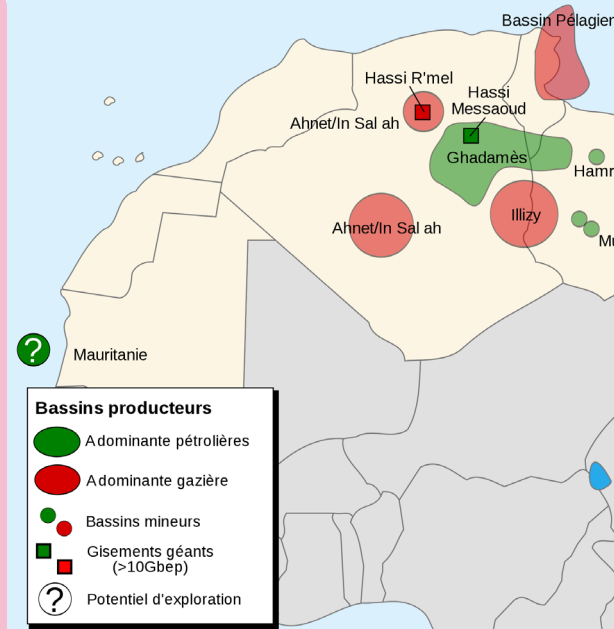 Bassin Pélagien
Hassi R'mel
Hassi
Messaoud
Ahnet/In Sal ah
Ghadamès
Hamr
Ahnet/In Sal ah
Illizy
Mu
Mauritanie
?
Bassins producteurs
A dominante pétrolières
A dominante gazière
Bassins mineurs
Gisements géants
(>10Gbep)
? Potentiel d'exploration